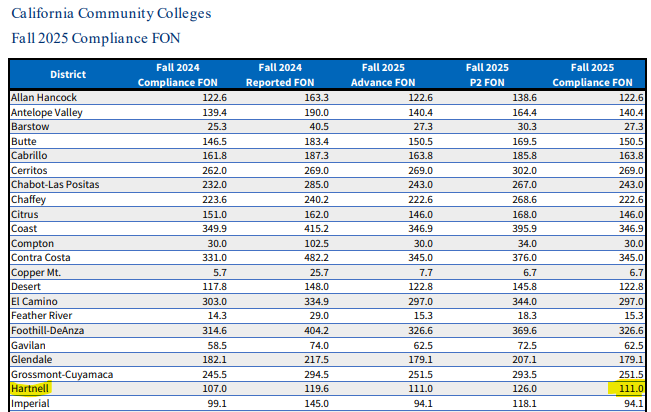 California Community Colleges
Fall 2025 Compliance FON
District Fall 2024 Compliance FON Fall 2024 Reported FON Fall 2025 Advance FON Fall 2025 P2 FON Fall 2025 Compliance FON
Allan Hancock 122.6 163.3 122.6 138.6 122.6
Antelope Valley 139.4 190.0 140.4 164.4 140.4
Barstow 25.3 40.5 27.3 30.3 27.3
Butte 146.5 183.4 150.5 169.5 150.5
Cabrillo 161.8 187.3 163.8 185.8 163.8
Cerritos 262.0 269.0 269.0 302.0 269.0
Chabot-Las Positas 232.0 285.0 243.0 267.0 243.0
Chaffey 223.6 240.2 222.6 268.6 222.6
Citrus 151.0 162.0 146.0 168.0 146.0
Coast 349.9 415.2 346.9 395.9 346.9
Compton 30.0 102.5 30.0 34.0 30.0
Contra Costa 331.0 482.2 345.0 376.0 345.0
Copper Mt. 5.7 25.7 7.7 6.7 6.7
Desert 117.8 148.0 122.8 145.8 122.8
El Camino 303.0 334.9 297.0 344.0 297.0
Feather River 14.3 29.0 15.3 18.3 15.3
Foothill-DeAnza 314.6 404.2 326.6 369.6 326.6
Gavilan 58.5 74.0 62.5 72.5 62.5
Glendale 182.1 217.5 179.1 207.1 179.1
Grossmont-Cuyamaca 245.5 294.5 251.5 293.5 251.5
Hartnell 107.0 119.6 111.0 126.0 111.0
Imperial 99.1 145.0 94.1 118.1 94.1